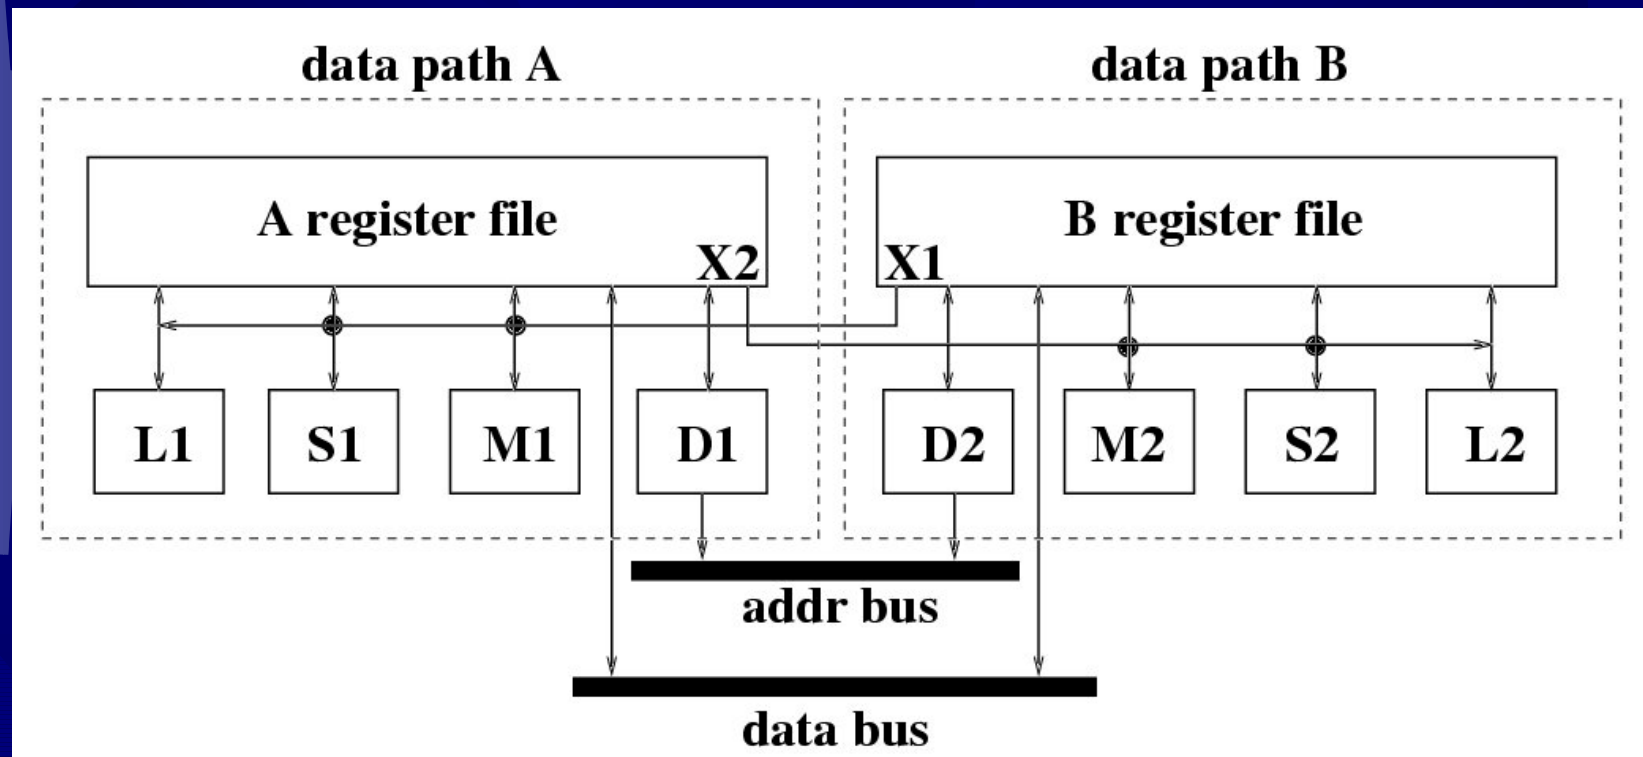 data path A
data path B
A register file
B register file
X2
X1
L1
S1
M1
D1
D2
M2
S2
L2
addr bus
data bus